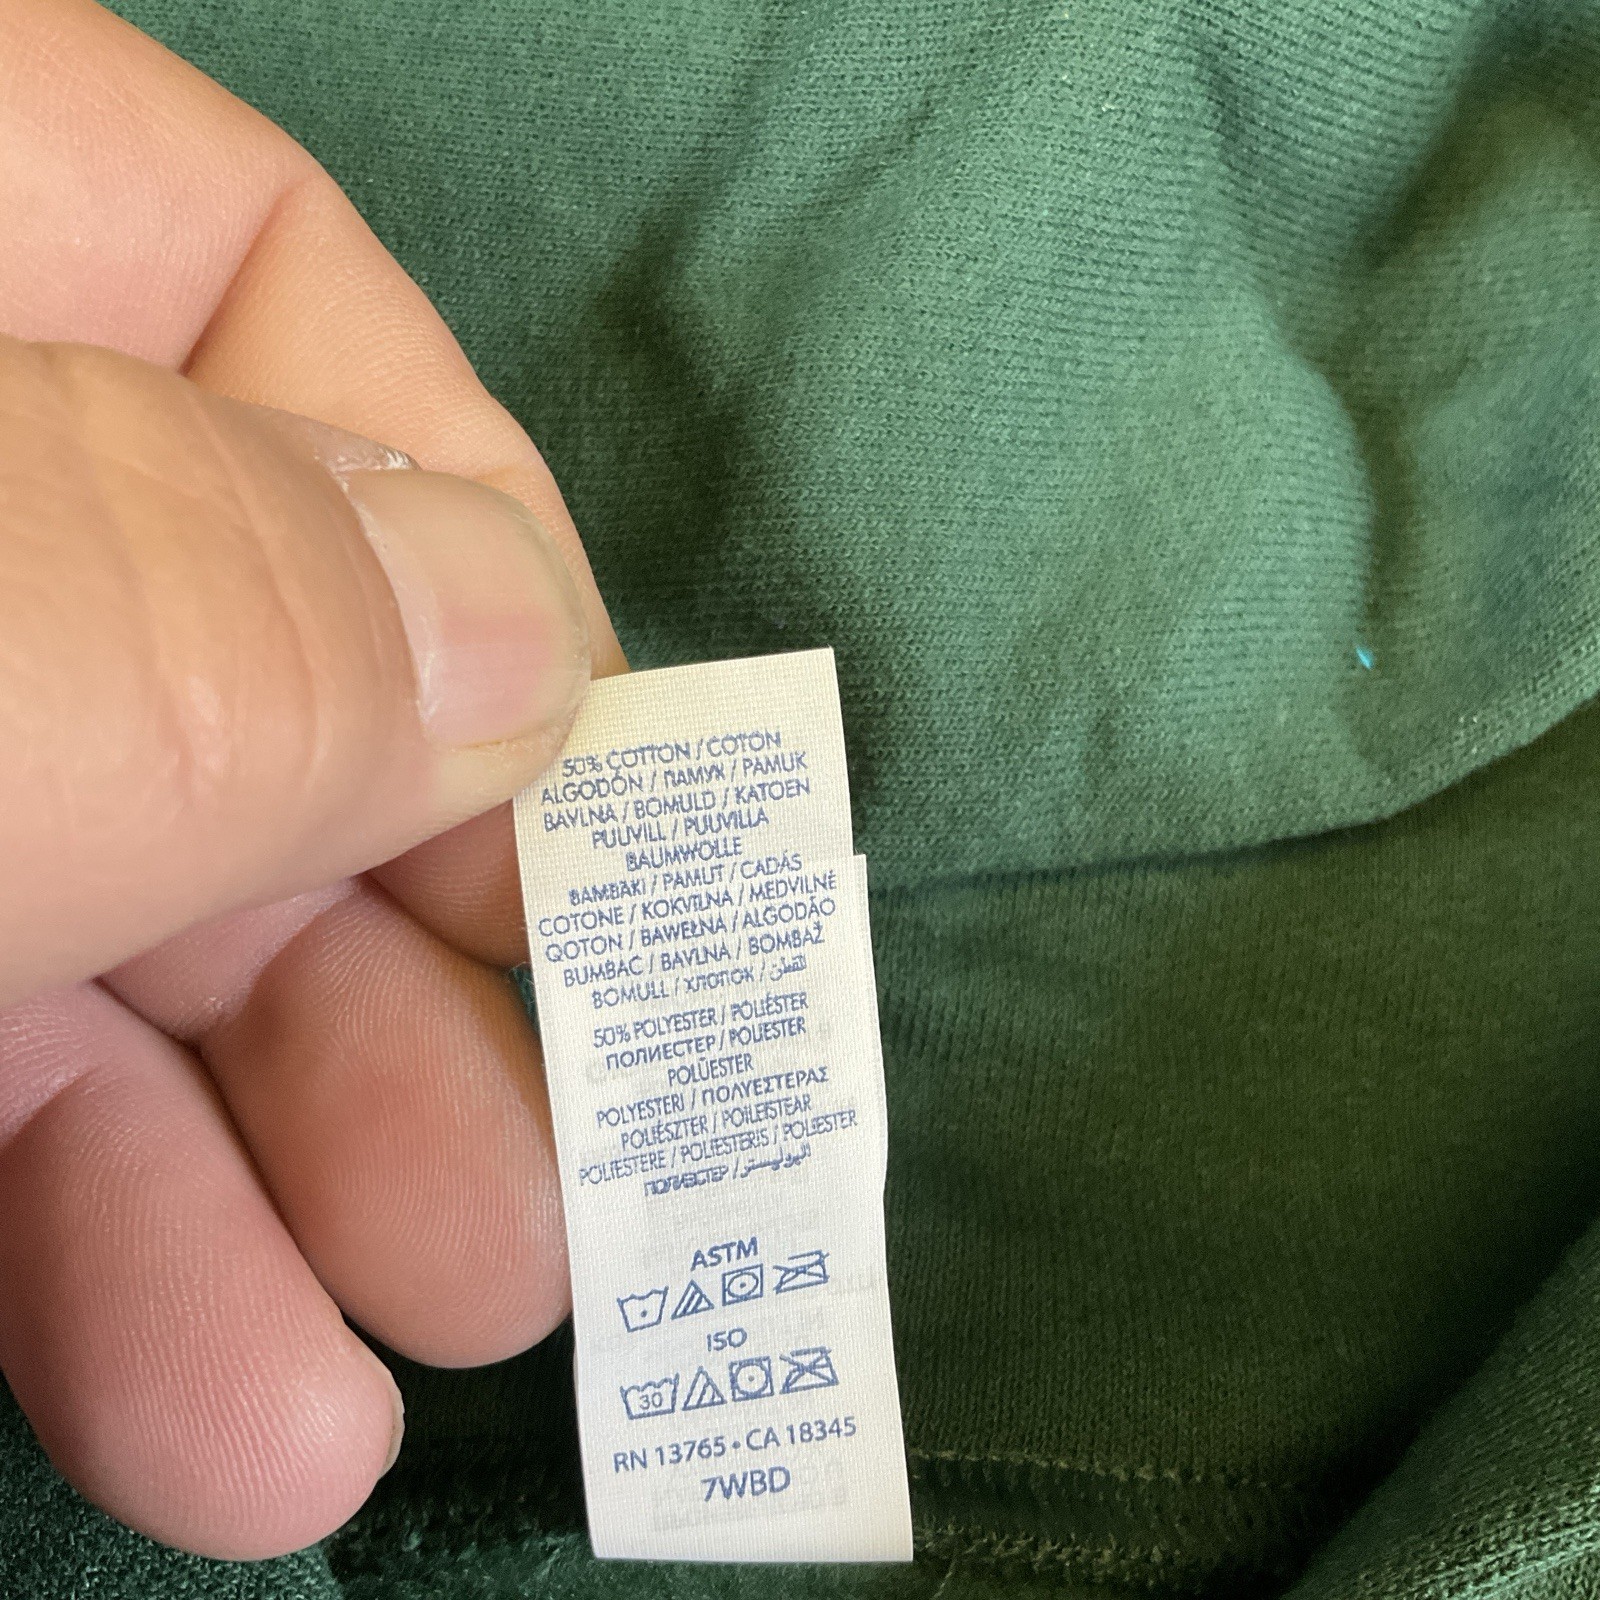 50% COTTON / COTON
ALGODÓN / ПАМУК / PAMUK
BAVLNA / BOMULD / KATOEN
PUUVILL / PUUVILLA
BAUMWOLLE
BAMBAKI / PAMUT / CADÁS
COTONE / KOKVILNA / MEDVILNĖ
QOTON / BAWEŁNA / ALGODÃO
BUMBAC / BAVLNA / BOMBAŽ
BOMULL / ХЛОПОК / القطن
50% POLYESTER / POLIÉSTER
ПОЛИЕСТЕР / POLIESTER
POLÜESTER
POLYESTERI / ΠΟΛΥΕΣΤΕΡΑΣ
POLIÉSZTER / POILEISTEAR
POLIESTERE / POLIESTERIS / POLIESTER
ПОЛИЭСТЕР / البوليستر
ASTM
ISO
30
RN 13765 • CA 18345
7WBD